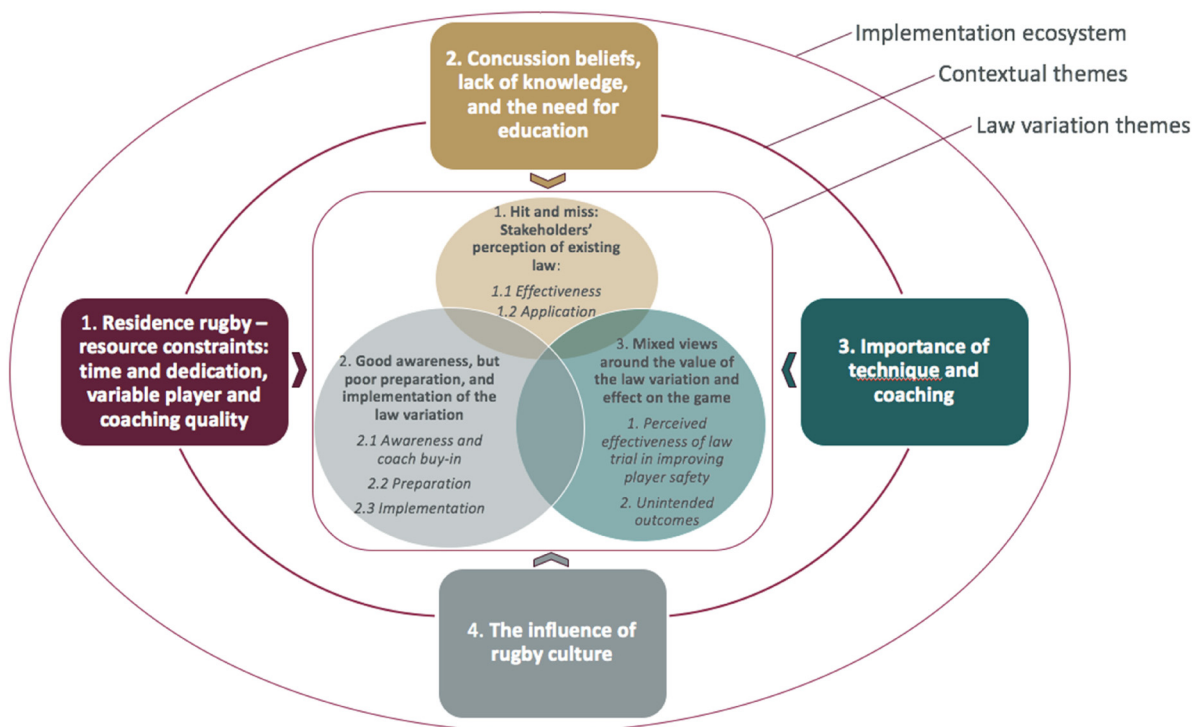 Implementation ecosystem
Contextual themes
Law variation themes
2. Concussion beliefs,
lack of knowledge,
and the need for
education
1. Hit and miss:
Stakeholders’
perception of existing
law:
1.1 Effectiveness
1.2 Application
1. Residence rugby –
resource constraints:
time and dedication,
variable player and
coaching quality
2. Good awareness, but
poor preparation, and
implementation of the
law variation
2.1 Awareness and
coach buy-in
2.2 Preparation
2.3 Implementation
3. Mixed views
around the value of
the law variation and
effect on the game
1. Perceived
effectiveness of law
trial in improving
player safety
2. Unintended
outcomes
3. Importance of
technique and
coaching
4. The influence of
rugby culture